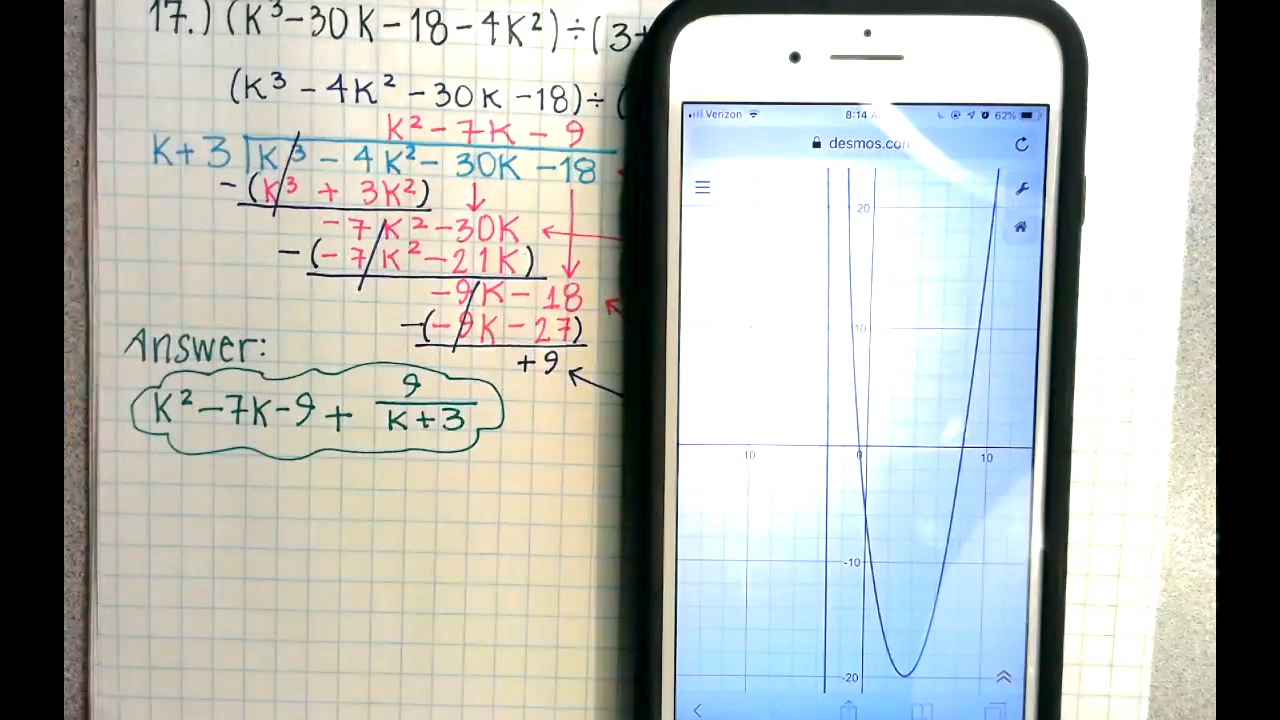 17.) (K³-30K-18-4K²)÷(3+
(K³-4K²-30K-18)÷(
K²-7K-9
K+3 K³-4K²-30K-18
-(K³+3K²)
-7K²-30K
-(-7K²-21K)
-9K-18
-(-9K-27)
+9
Answer:
K²-7K-9+ 9
K+3
Verizon 8:14 A 62%
desmos.com
20
10
-10 0 10
-10
-20